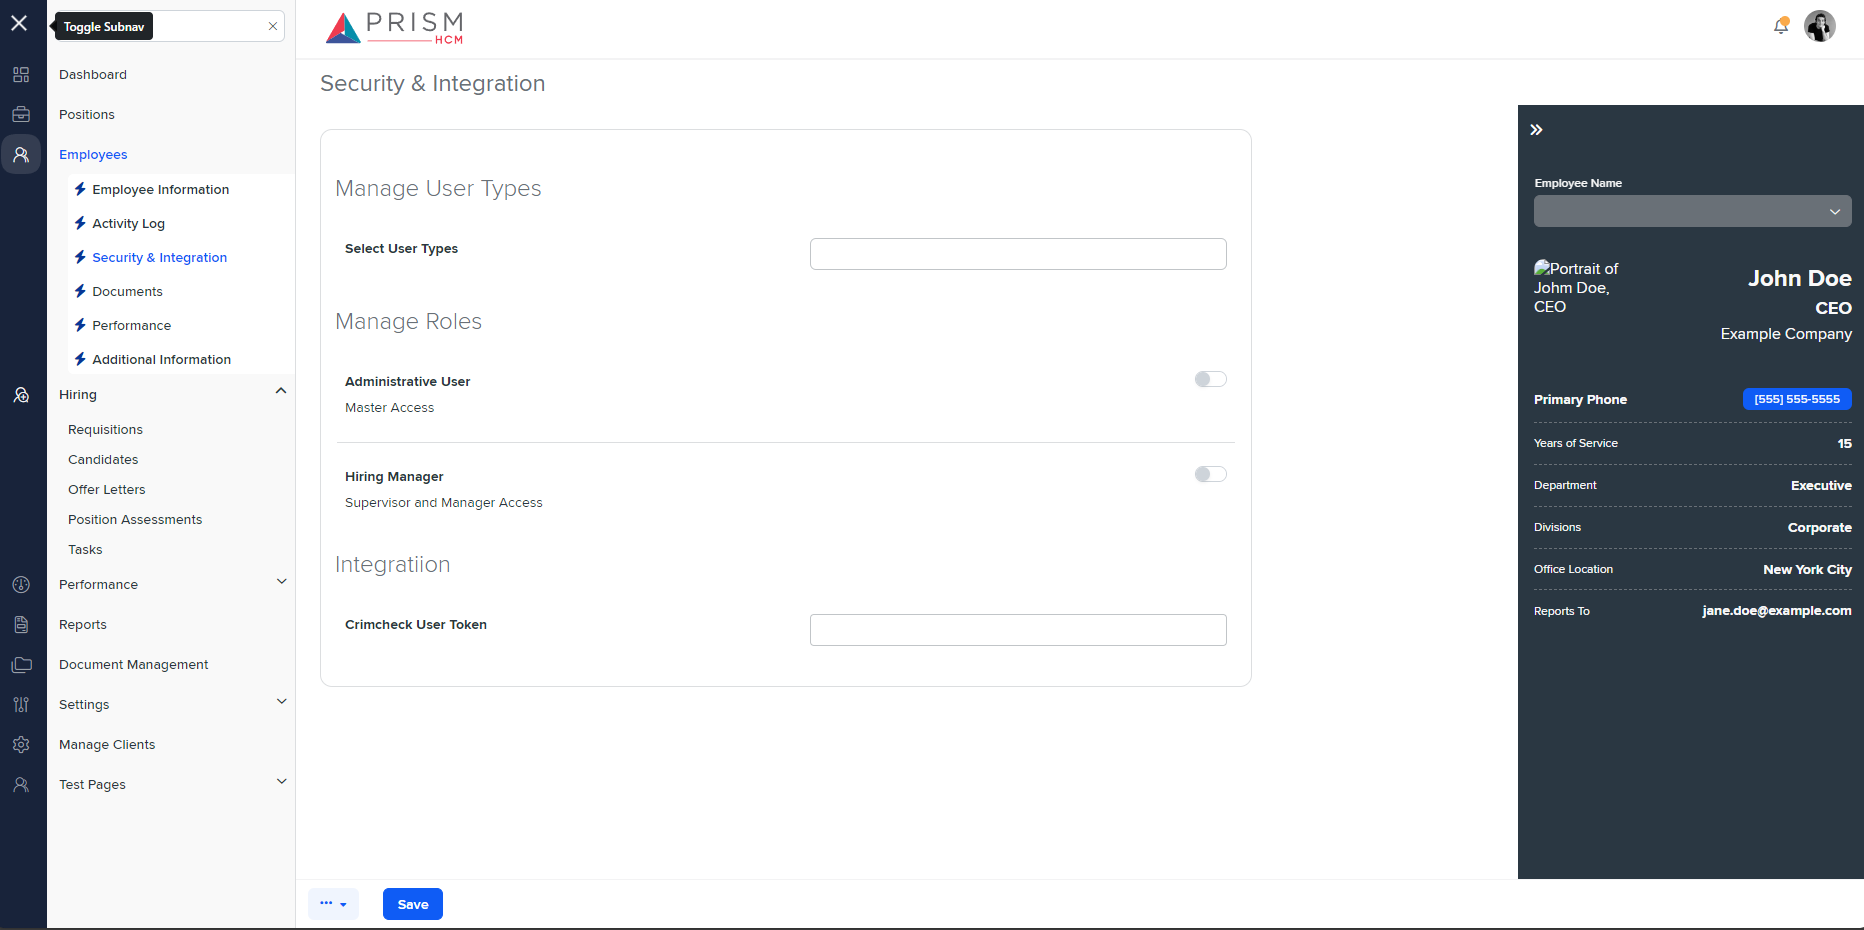 Toggle Subnav
Dashboard
Positions
Employees
Employee Information
Activity Log
Security & Integration
Documents
Performance
Additional Information
Hiring
Requisitions
Candidates
Offer Letters
Position Assessments
Tasks
Performance
Reports
Document Management
Settings
Manage Clients
Test Pages
PRISM
HCM
Security & Integration
Manage User Types
Select User Types
Manage Roles
Administrative User
Master Access
Hiring Manager
Supervisor and Manager Access
Integratiion
Crimcheck User Token
Save
Employee Name
Portrait of
Johm Doe,
CEO
John Doe
CEO
Example Company
Primary Phone [555] 555-5555
Years of Service 15
Department Executive
Divisions Corporate
Office Location New York City
Reports To jane.doe@example.com